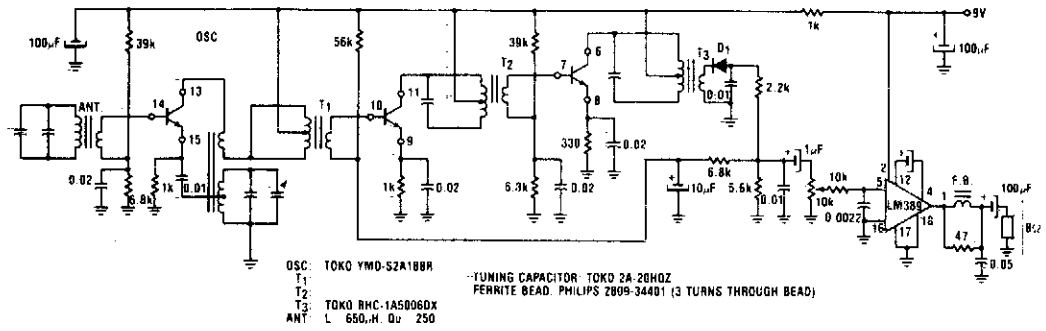 9V
1k
100µF
39k
OSC
56k
39k
6
T3
D1
100µF
13
11
T2
7
0.01
2.2k
ANT.
14
T1
10
8
15
9
330
0.02
1µF
2
12
0.02
1k
0.01
6.8k
10k
5
4
6.8k
1k
0.02
6.3k
0.02
10µF
5.6k
0.01
10k
LM389
1
F.B.
100µF
0.0022
18
8Ω
16
17
47
0.05
OSC: TOKO YMO-S2A188R
T1
T2
T3: TOKO RHC-1A5006DX
ANT: L 650µH, Qu 250
TUNING CAPACITOR: TOKO 2A-20HQZ
FERRITE BEAD: PHILIPS 2809-34401 (3 TURNS THROUGH BEAD)